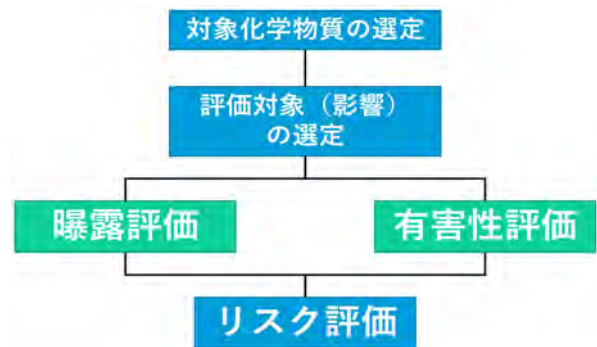 対象化学物質の選定
評価対象（影響）
の選定
曝露評価
有害性評価
リスク評価